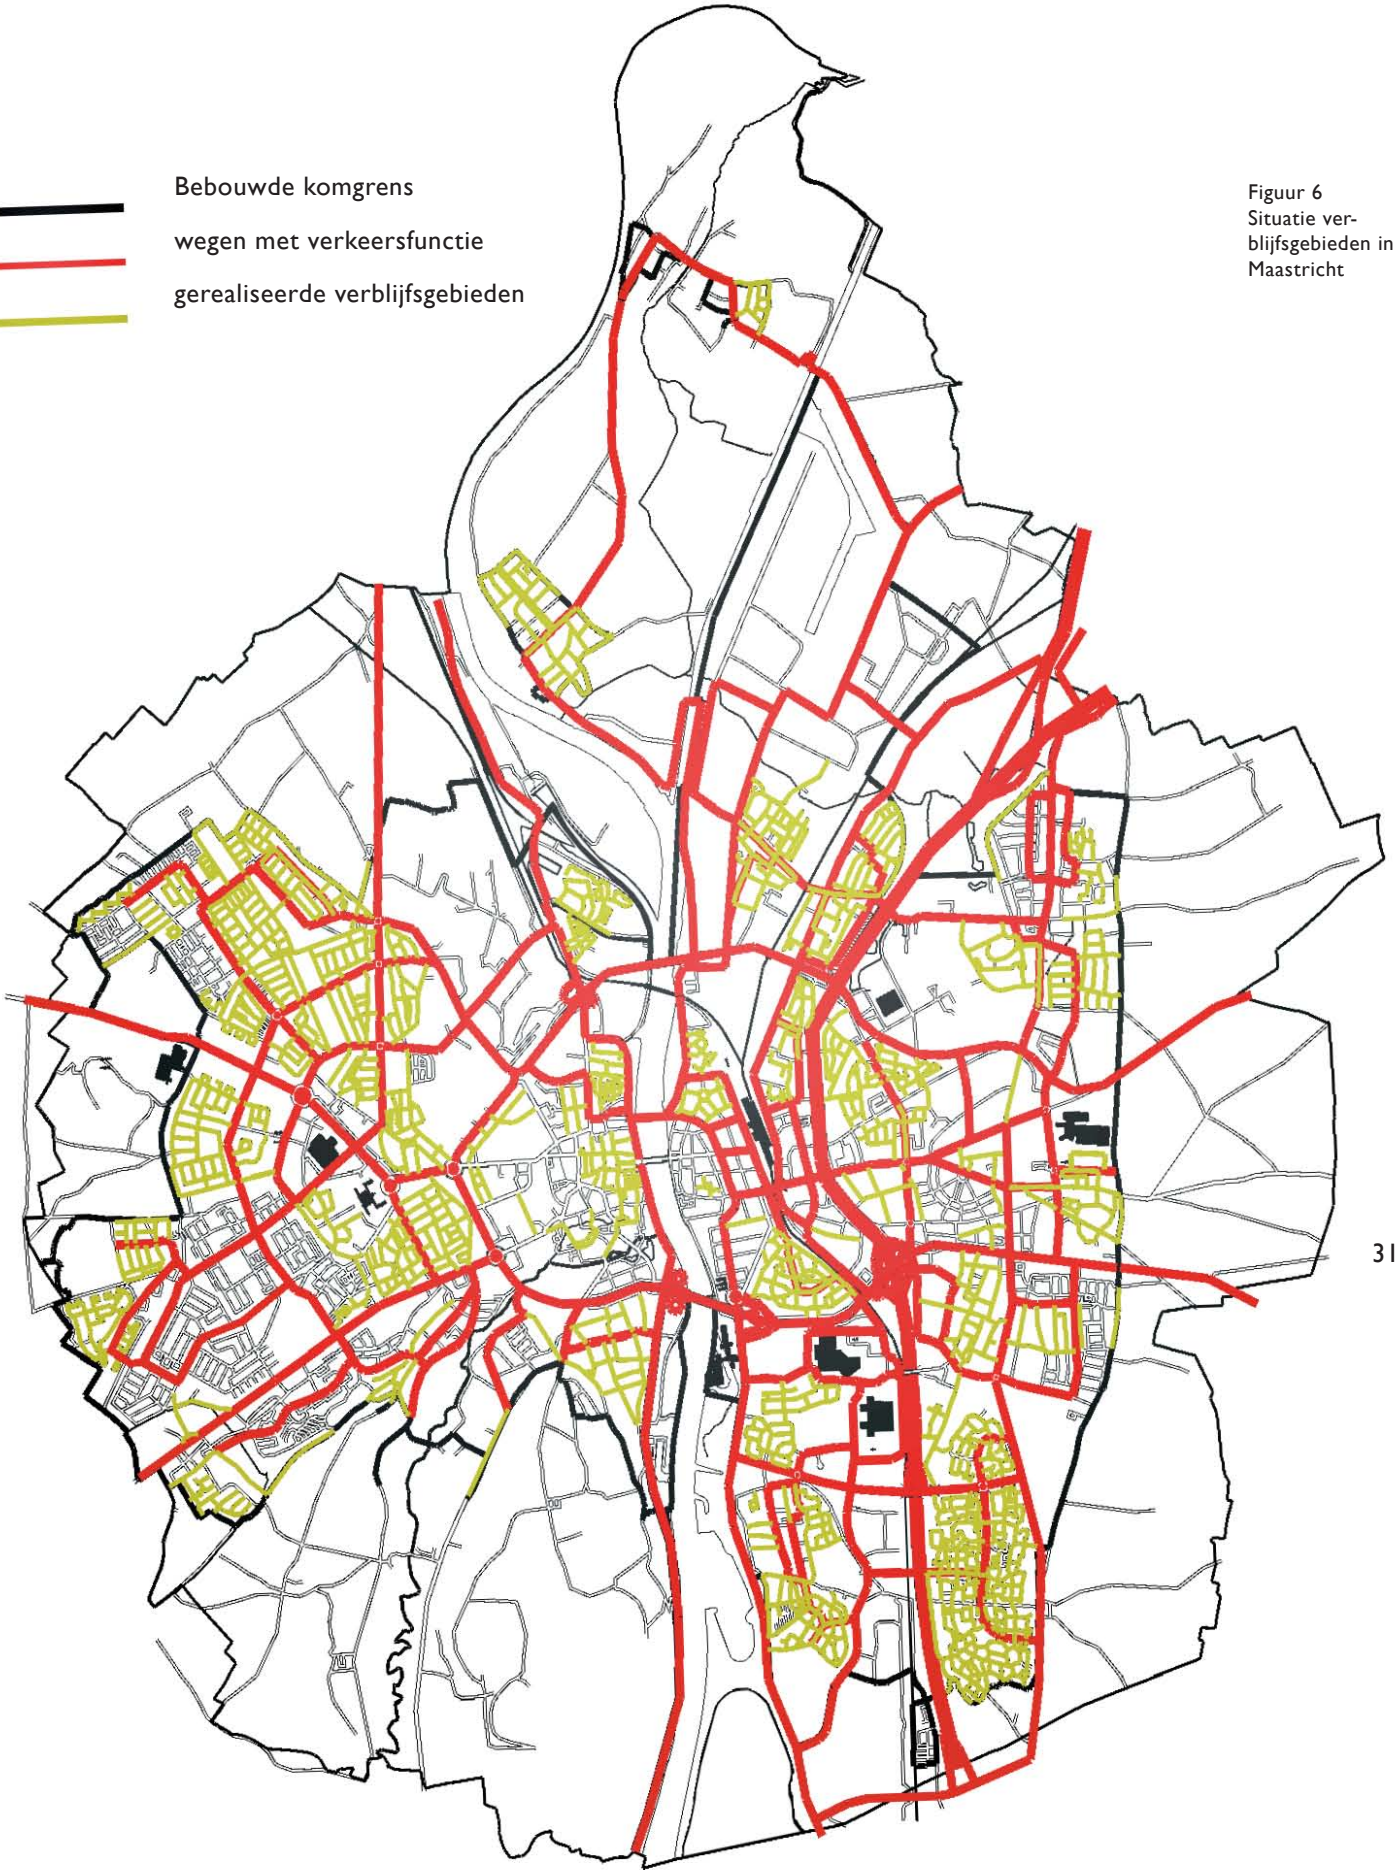 Bebouwde komgrens
wegen met verkeersfunctie
gerealiseerde verblijfsgebieden
Figuur 6
Situatie ver-
blijfsgebieden in
Maastricht
31